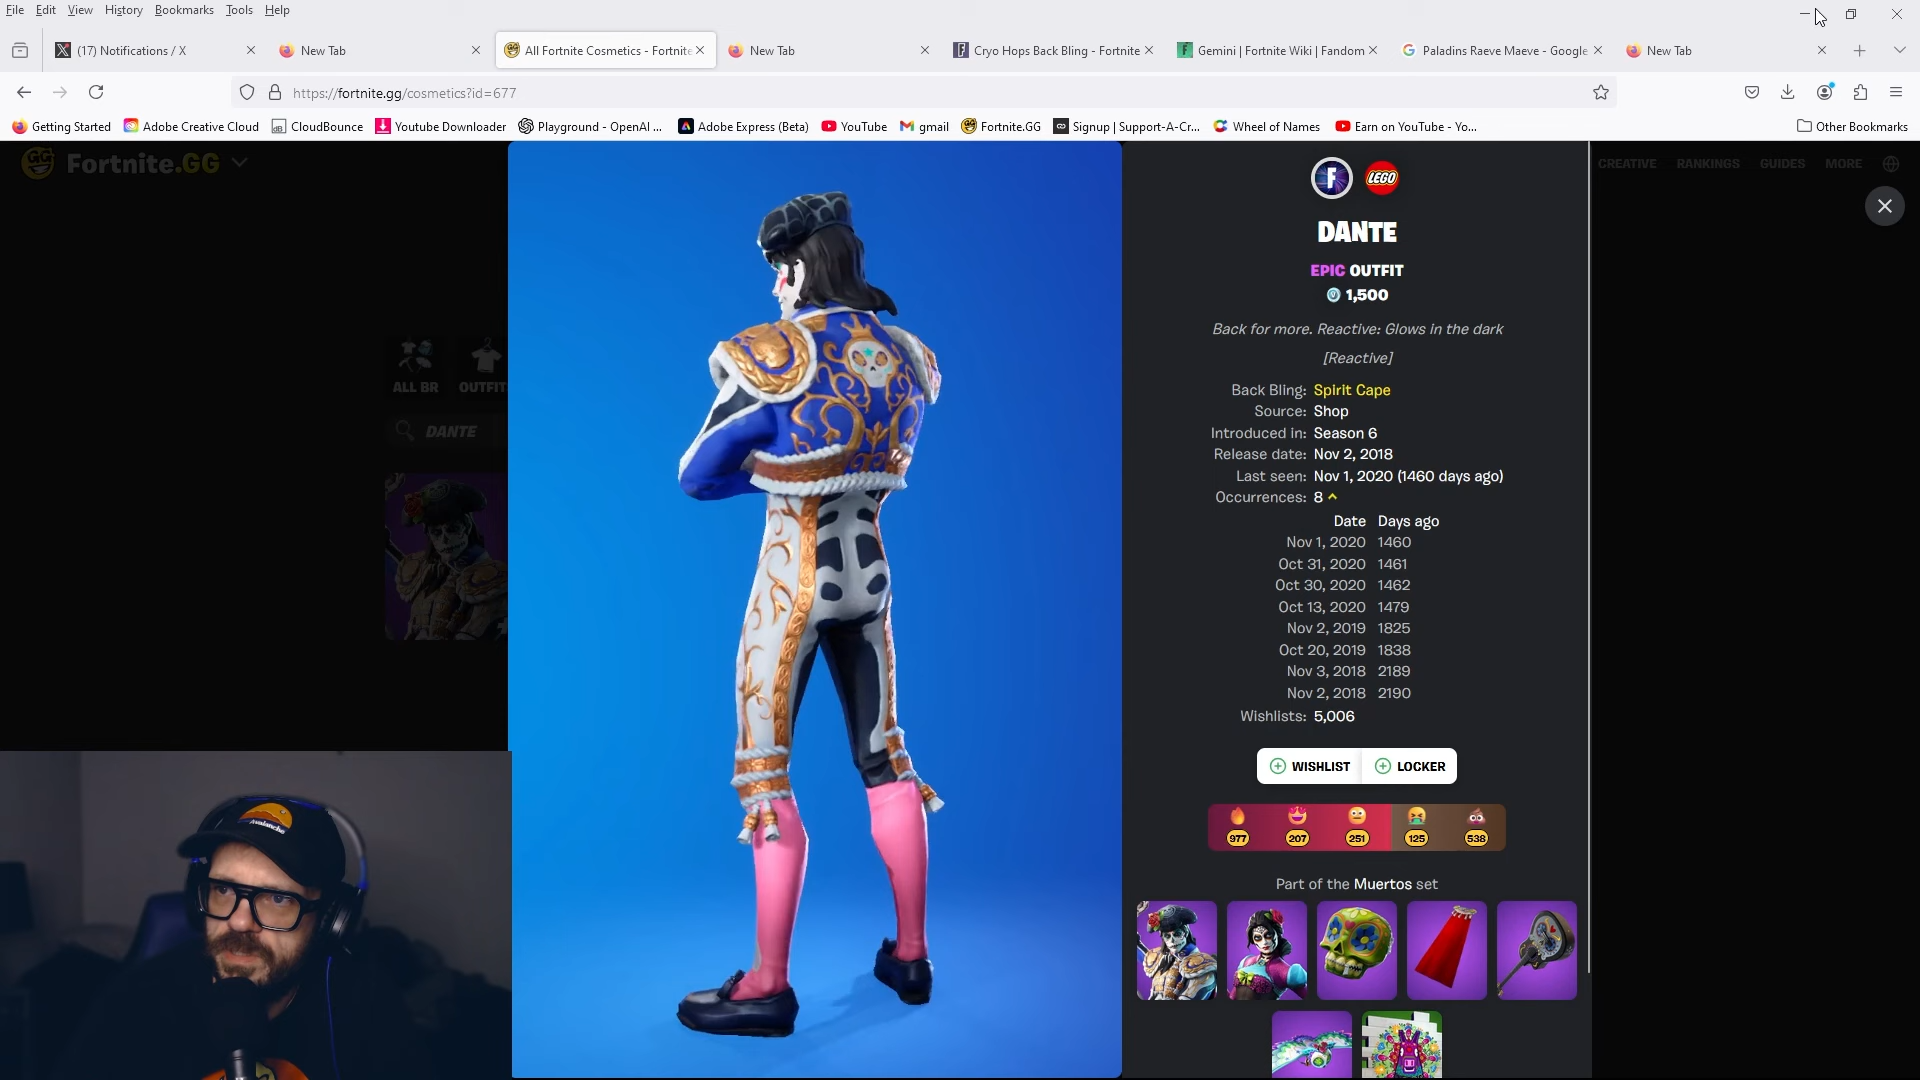 File Edit View History Bookmarks Tools Help
(17) Notifications / X
New Tab
All Fortnite Cosmetics - Fortnite
New Tab
Cryo Hops Back Bling - Fortnite
Gemini | Fortnite Wiki | Fandom
Paladins Raeve Maeve - Google
New Tab
https://fortnite.gg/cosmetics?id=677
Getting Started Adobe Creative Cloud CloudBounce Youtube Downloader Playground - OpenAI ... Adobe Express (Beta) YouTube gmail Fortnite.GG Signup | Support-A-Cr... Wheel of Names Earn on YouTube - Yo... Other Bookmarks
Fortnite.GG
CREATIVE RANKINGS GUIDES MORE
F LEGO
DANTE
EPIC OUTFIT
1,500
Back for more. Reactive: Glows in the dark
[Reactive]
ALL BR OUTFIT
DANTE
Back Bling: Spirit Cape
Source: Shop
Introduced in: Season 6
Release date: Nov 2, 2018
Last seen: Nov 1, 2020 (1460 days ago)
Occurrences: 8
Date Days ago
Nov 1, 2020 1460
Oct 31, 2020 1461
Oct 30, 2020 1462
Oct 13, 2020 1479
Nov 2, 2019 1825
Oct 20, 2019 1838
Nov 3, 2018 2189
Nov 2, 2018 2190
Wishlists: 5,006
WISHLIST LOCKER
977 207 251 125 538
Part of the Muertos set
Avalanche